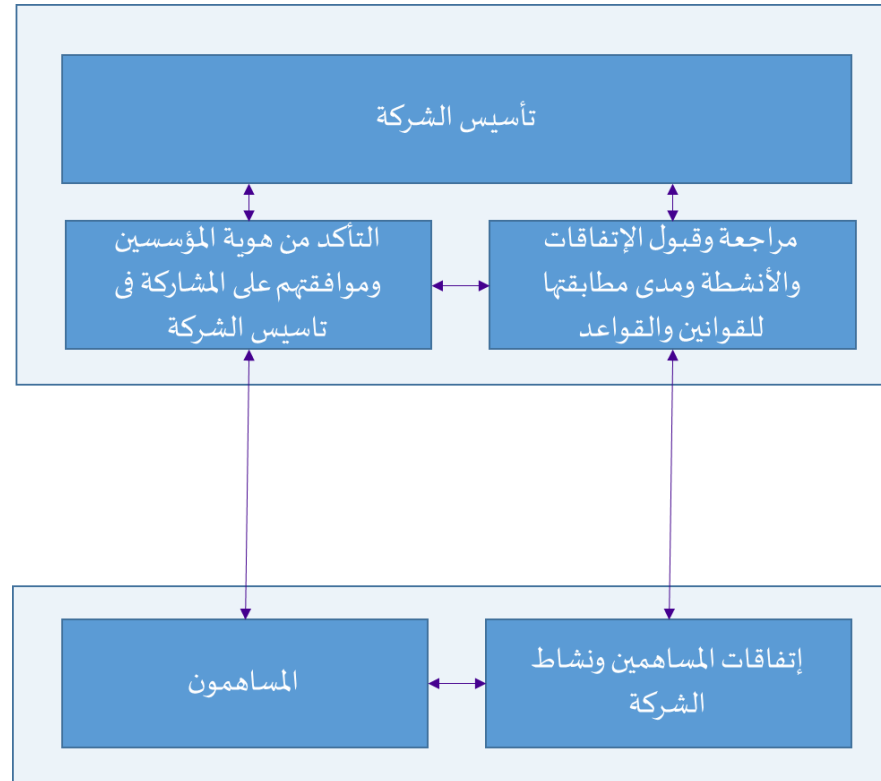 تأسيس الشركة
مراجعة وقبول الإتفاقات
والأنشطة ومدى مطابقتها
للقوانين والقواعد
التأكد من هوية المؤسسين
وموافقتهم على المشاركة فى
تاسيس الشركة
إتفاقات المساهمين ونشاط
الشركة
المساهمون